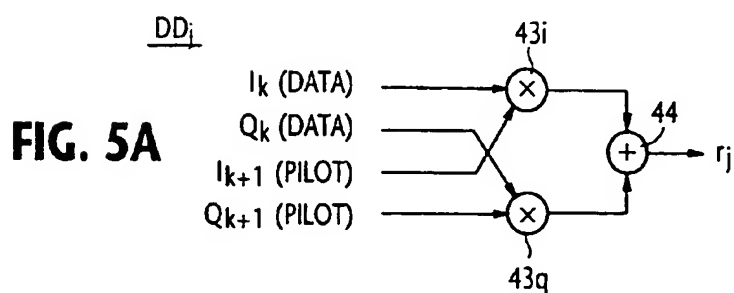 DDj
43i
Ik (DATA)
Qk (DATA)
44
FIG. 5A
rj
Ik+1 (PILOT)
Qk+1 (PILOT)
43q